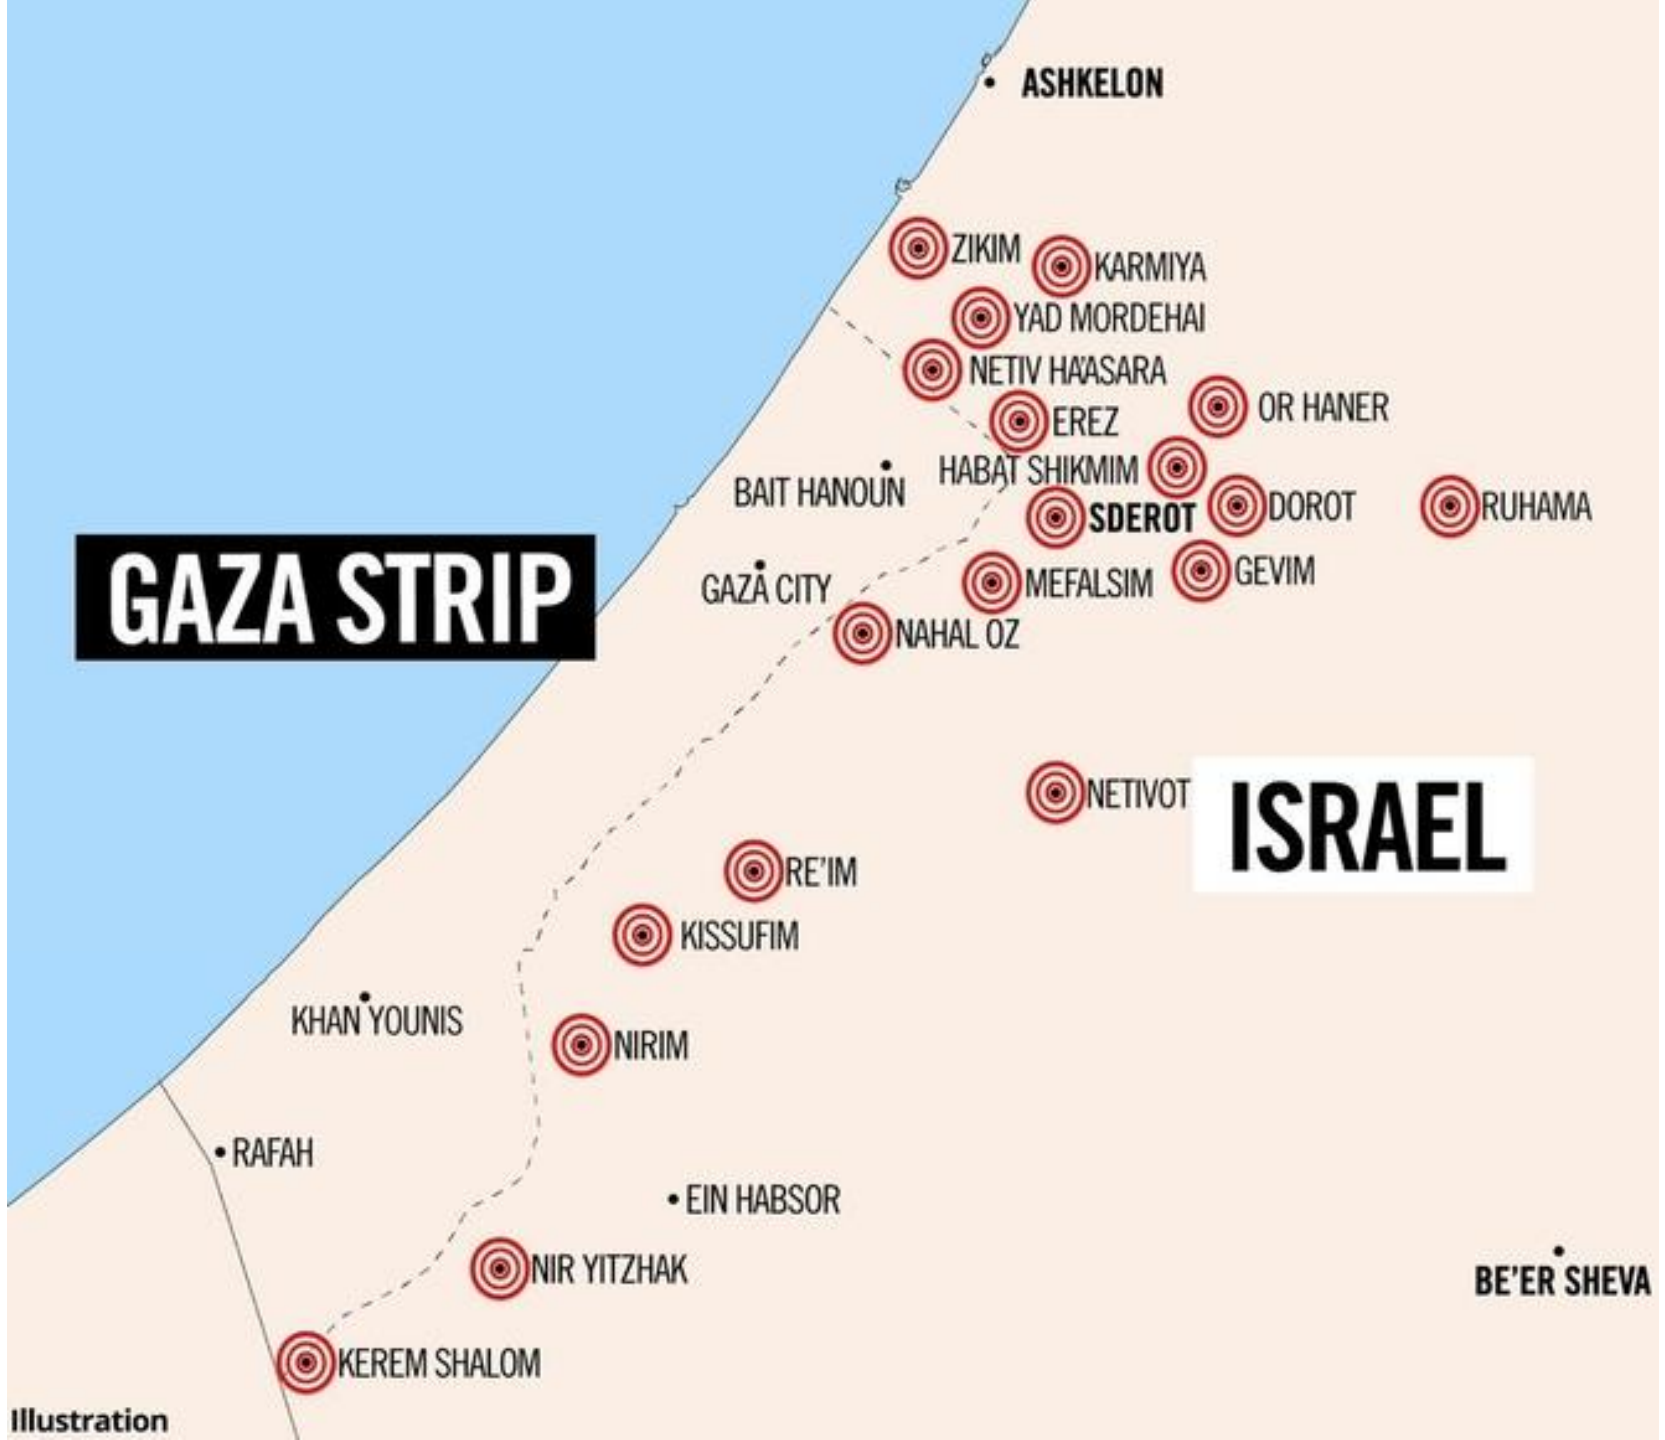 ASHKELON
ZIKIM
KARMIYA
YAD MORDEHAI
NETIV HA'ASARA
OR HANER
EREZ
HABAT SHIKMIM
BAIT HANOUN
SDEROT
DOROT
RUHAMA
GEVIM
MEFALSIM
GAZA CITY
GAZA STRIP
NAHAL OZ
NETIVOT
ISRAEL
RE'IM
KISSUFIM
KHAN YOUNIS
NIRIM
RAFAH
EIN HABSOR
NIR YITZHAK
BE'ER SHEVA
KEREM SHALOM
Illustration